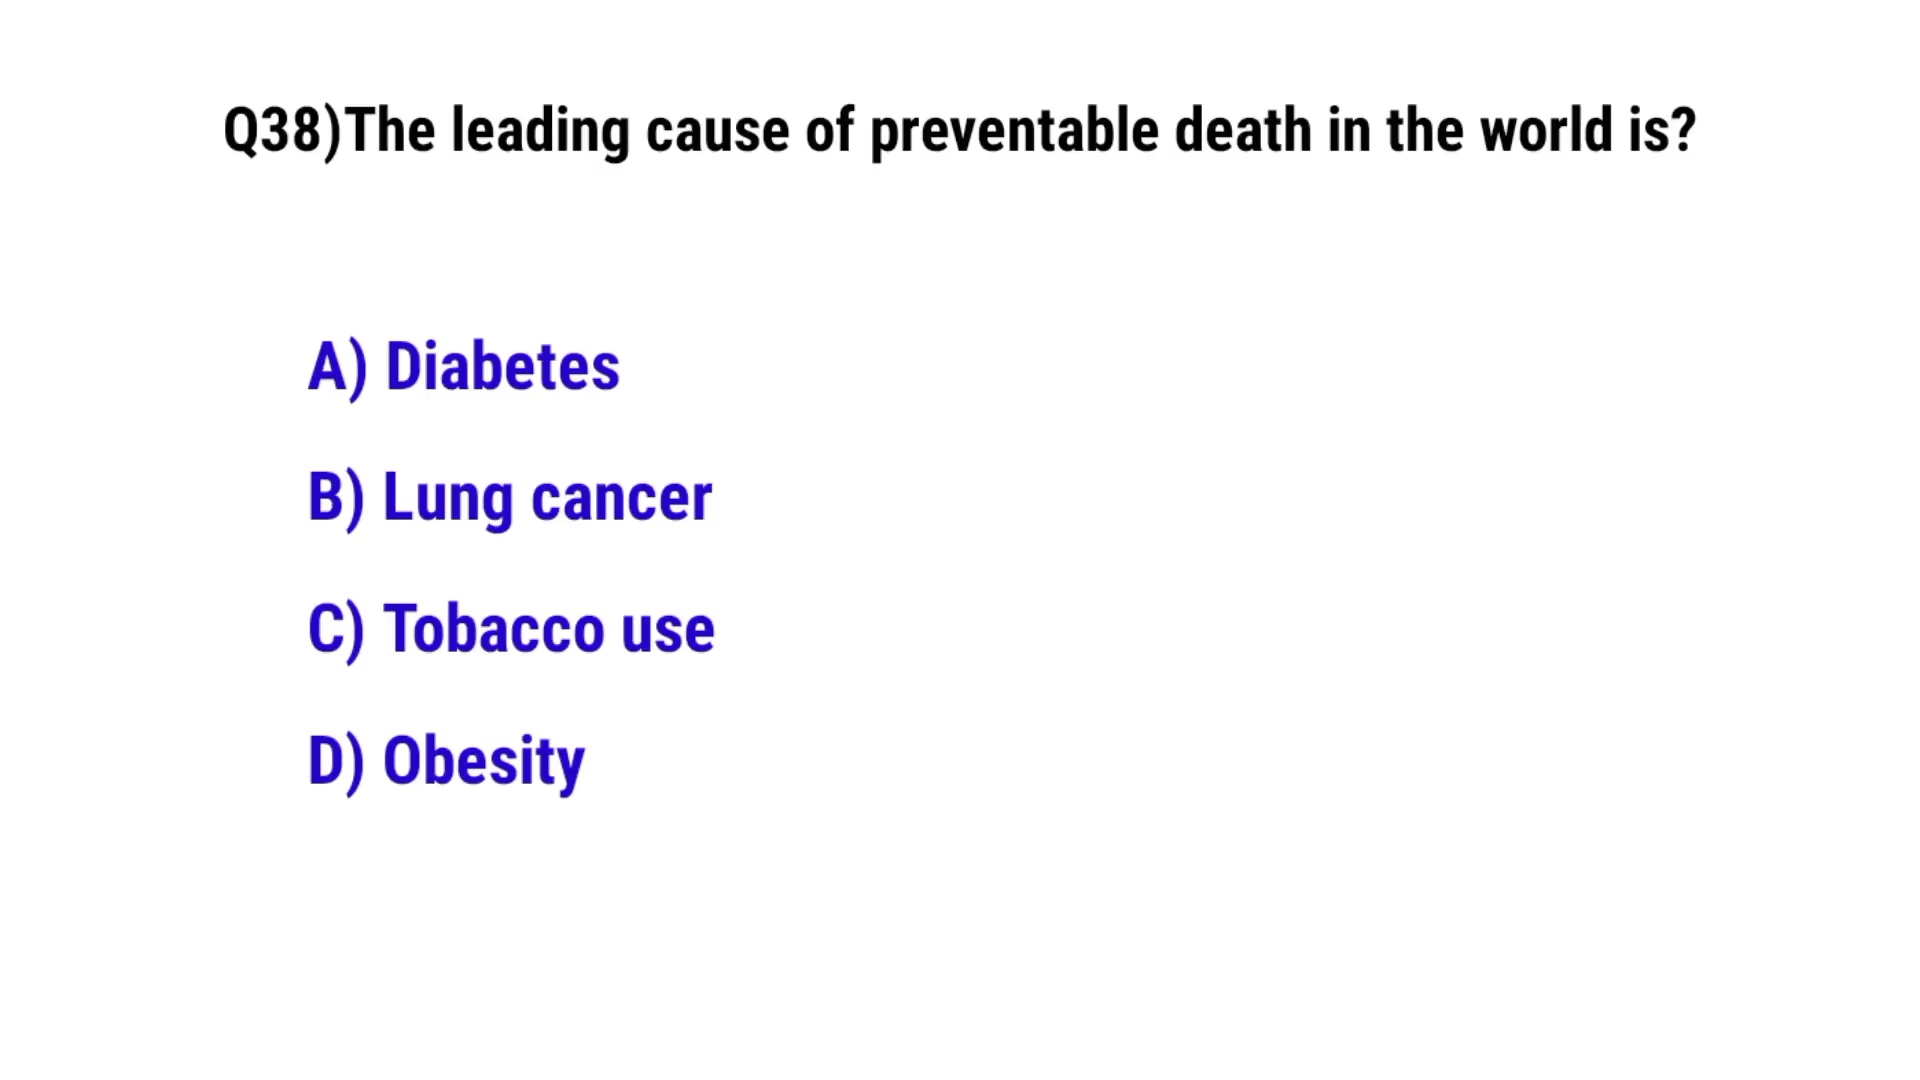 Q38)The leading cause of preventable death in the world is?
A) Diabetes
B) Lung cancer
C) Tobacco use
D) Obesity